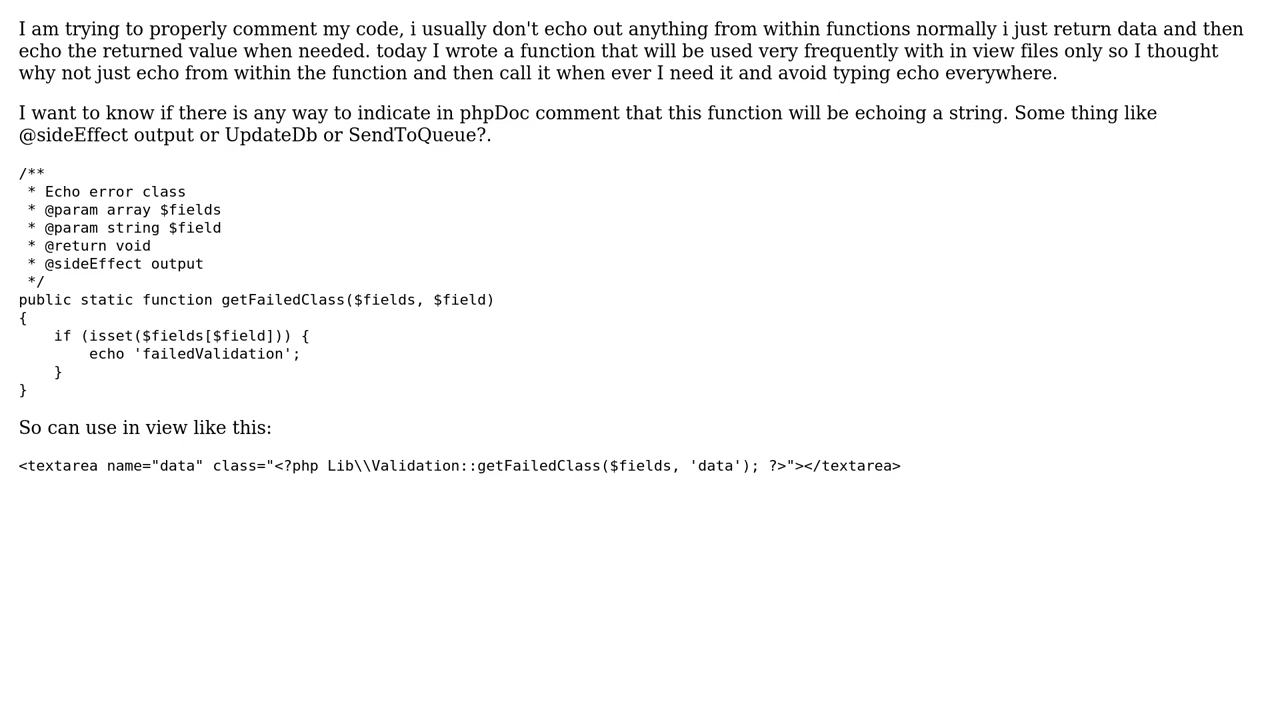 I am trying to properly comment my code, i usually don't echo out anything from within functions normally i just return data and then
echo the returned value when needed. today I wrote a function that will be used very frequently with in view files only so I thought
why not just echo from within the function and then call it when ever I need it and avoid typing echo everywhere.
I want to know if there is any way to indicate in phpDoc comment that this function will be echoing a string. Some thing like
@sideEffect output or UpdateDb or SendToQueue?.
/**
 * Echo error class
 * @param array $fields
 * @param string $field
 * @return void
 * @sideEffect output
 */
public static function getFailedClass($fields, $field)
{
    if (isset($fields[$field])) {
        echo 'failedValidation';
    }
}
So can use in view like this:
<textarea name="data" class="<?php Lib\\Validation::getFailedClass($fields, 'data'); ?>"></textarea>